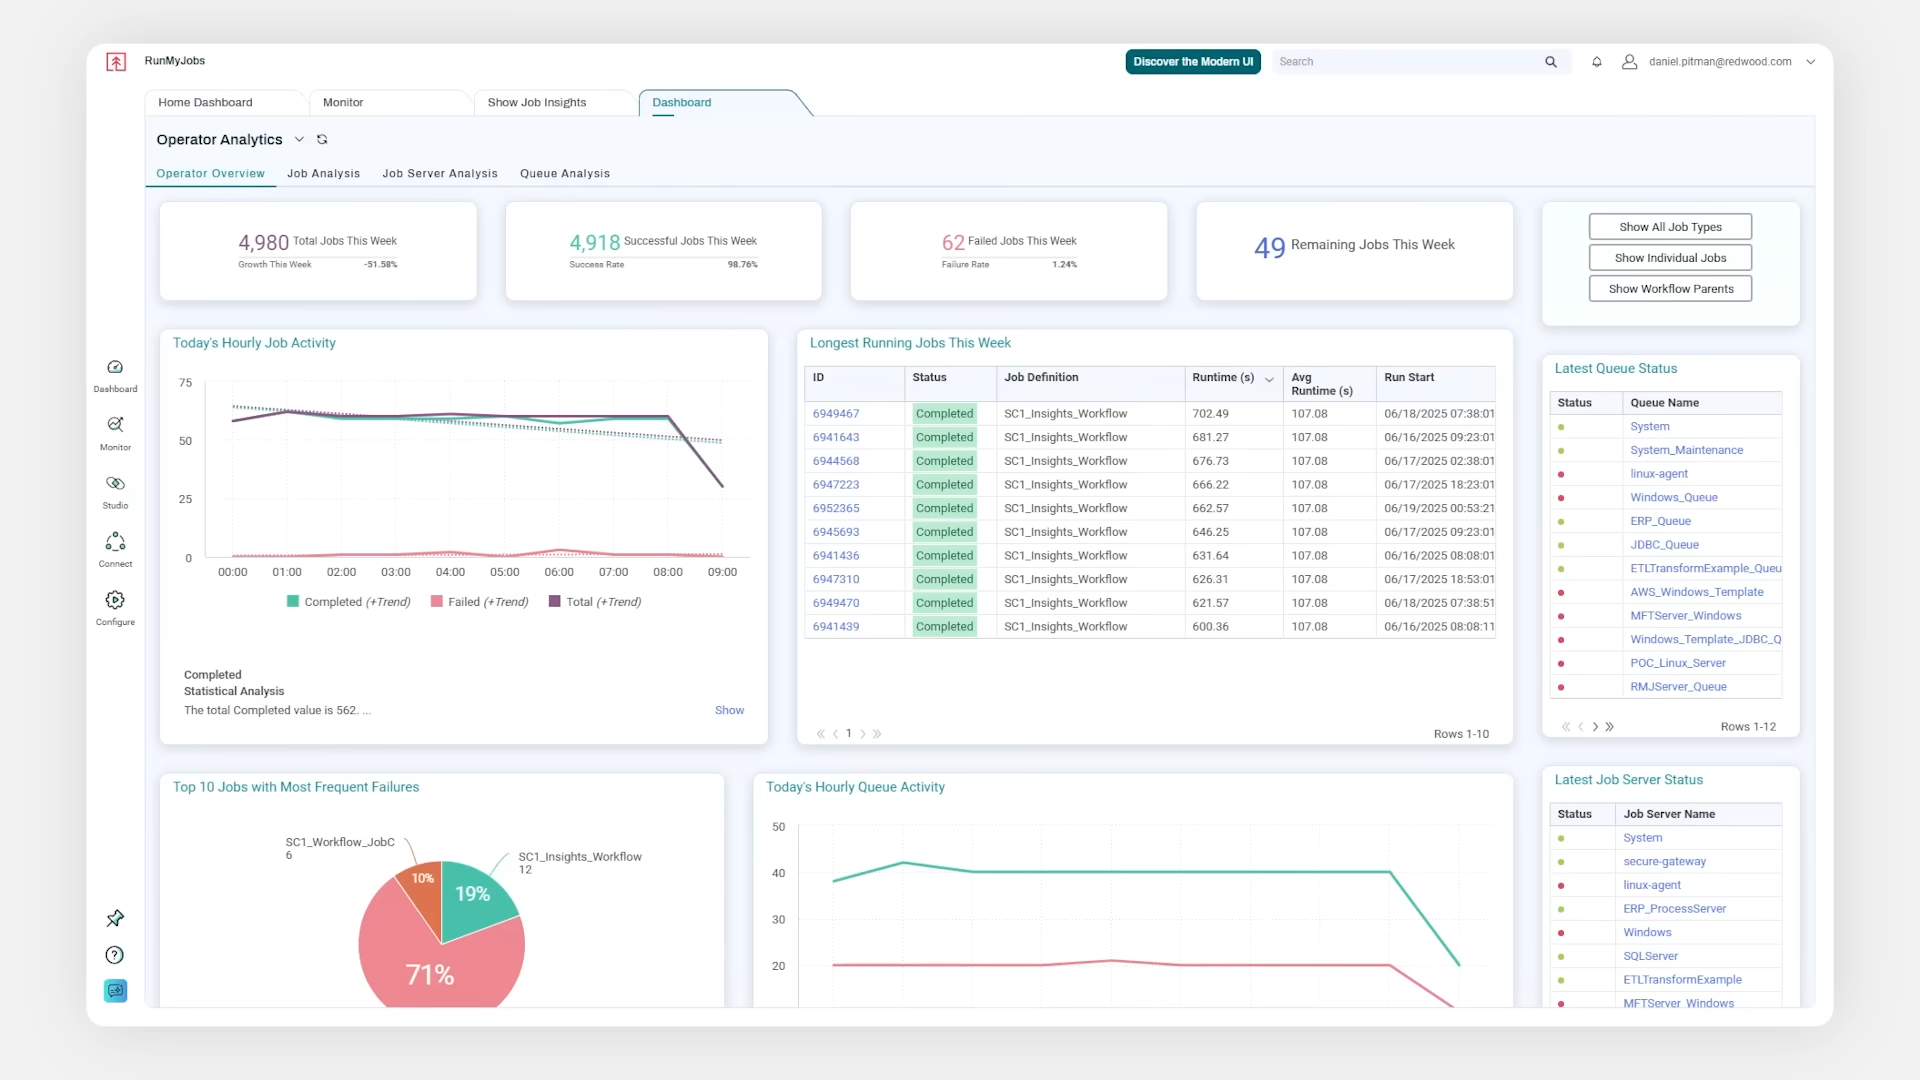 RunMyJobs
Discover the Modern UI
Search
daniel.pitman@redwood.com
Home Dashboard
Monitor
Show Job Insights
Dashboard
Operator Analytics
Operator Overview
Job Analysis
Job Server Analysis
Queue Analysis
4,980 Total Jobs This Week
Growth This Week -51.58%
4,918 Successful Jobs This Week
Success Rate 98.76%
62 Failed Jobs This Week
Failure Rate 1.24%
49 Remaining Jobs This Week
Show All Job Types
Show Individual Jobs
Show Workflow Parents
Dashboard
Monitor
Studio
Connect
Configure
Today's Hourly Job Activity
75
50
25
0
00:00 01:00 02:00 03:00 04:00 05:00 06:00 07:00 08:00 09:00
Completed (+Trend) Failed (+Trend) Total (+Trend)
Completed
Statistical Analysis
The total Completed value is 562. ...
Show
Longest Running Jobs This Week
ID Status Job Definition Runtime (s) Avg Runtime (s) Run Start
6949467 Completed SC1_Insights_Workflow 702.49 107.08 06/18/2025 07:38:01
6941643 Completed SC1_Insights_Workflow 681.27 107.08 06/16/2025 09:23:01
6944568 Completed SC1_Insights_Workflow 676.73 107.08 06/17/2025 02:38:01
6947223 Completed SC1_Insights_Workflow 666.22 107.08 06/17/2025 18:23:01
6952365 Completed SC1_Insights_Workflow 662.57 107.08 06/19/2025 00:53:21
6945693 Completed SC1_Insights_Workflow 646.25 107.08 06/17/2025 09:23:01
6941436 Completed SC1_Insights_Workflow 631.64 107.08 06/16/2025 08:08:01
6947310 Completed SC1_Insights_Workflow 626.31 107.08 06/17/2025 18:53:01
6949470 Completed SC1_Insights_Workflow 621.57 107.08 06/18/2025 07:38:51
6941439 Completed SC1_Insights_Workflow 600.36 107.08 06/16/2025 08:08:11
1
Rows 1-10
Latest Queue Status
Status Queue Name
System
System_Maintenance
linux-agent
Windows_Queue
ERP_Queue
JDBC_Queue
ETLTransformExample_Queu
AWS_Windows_Template
MFTServer_Windows
Windows_Template_JDBC_Q
POC_Linux_Server
RMJServer_Queue
Rows 1-12
Top 10 Jobs with Most Frequent Failures
SC1_Workflow_JobC
6
SC1_Insights_Workflow
12
10%
19%
71%
Today's Hourly Queue Activity
50
40
30
20
Latest Job Server Status
Status Job Server Name
System
secure-gateway
linux-agent
ERP_ProcessServer
Windows
SQLServer
ETLTransformExample
MFTServer_Windows